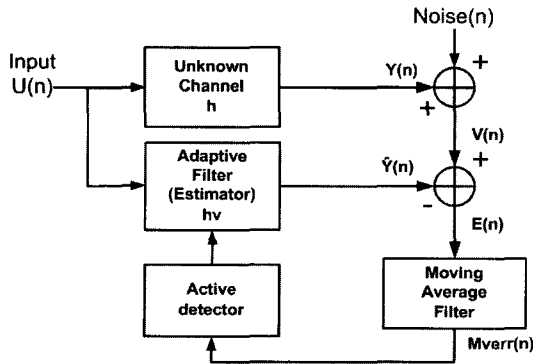 Noise(n)
Input
U(n)
Unknown
Channel
h
Y(n)
+
+
V(n)
Adaptive
Filter
(Estimator)
hv
Ŷ(n)
+
-
E(n)
Active
detector
Moving
Average
Filter
Mverr(n)